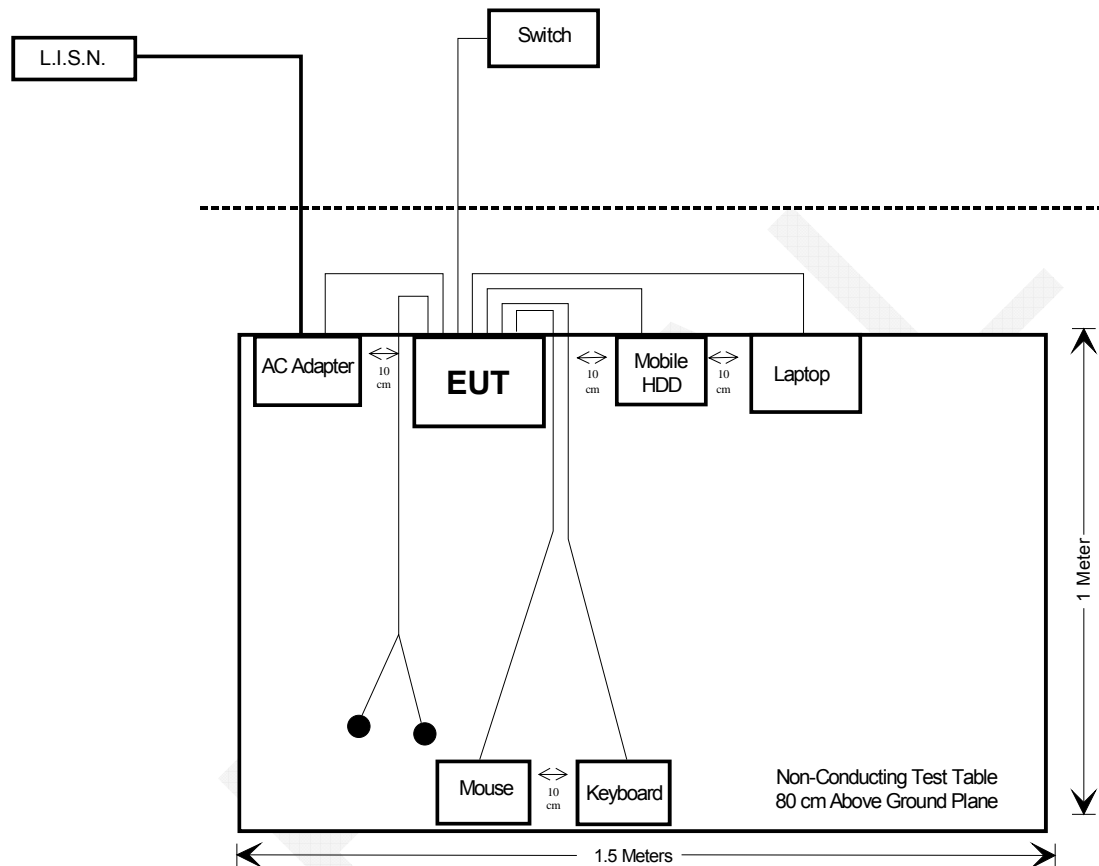 Switch
L.I.S.N.
AC Adapter
10
cm
EUT
10
cm
Mobile
HDD
10
cm
Laptop
1 Meter
Mouse
10
cm
Keyboard
Non-Conducting Test Table
80 cm Above Ground Plane
1.5 Meters